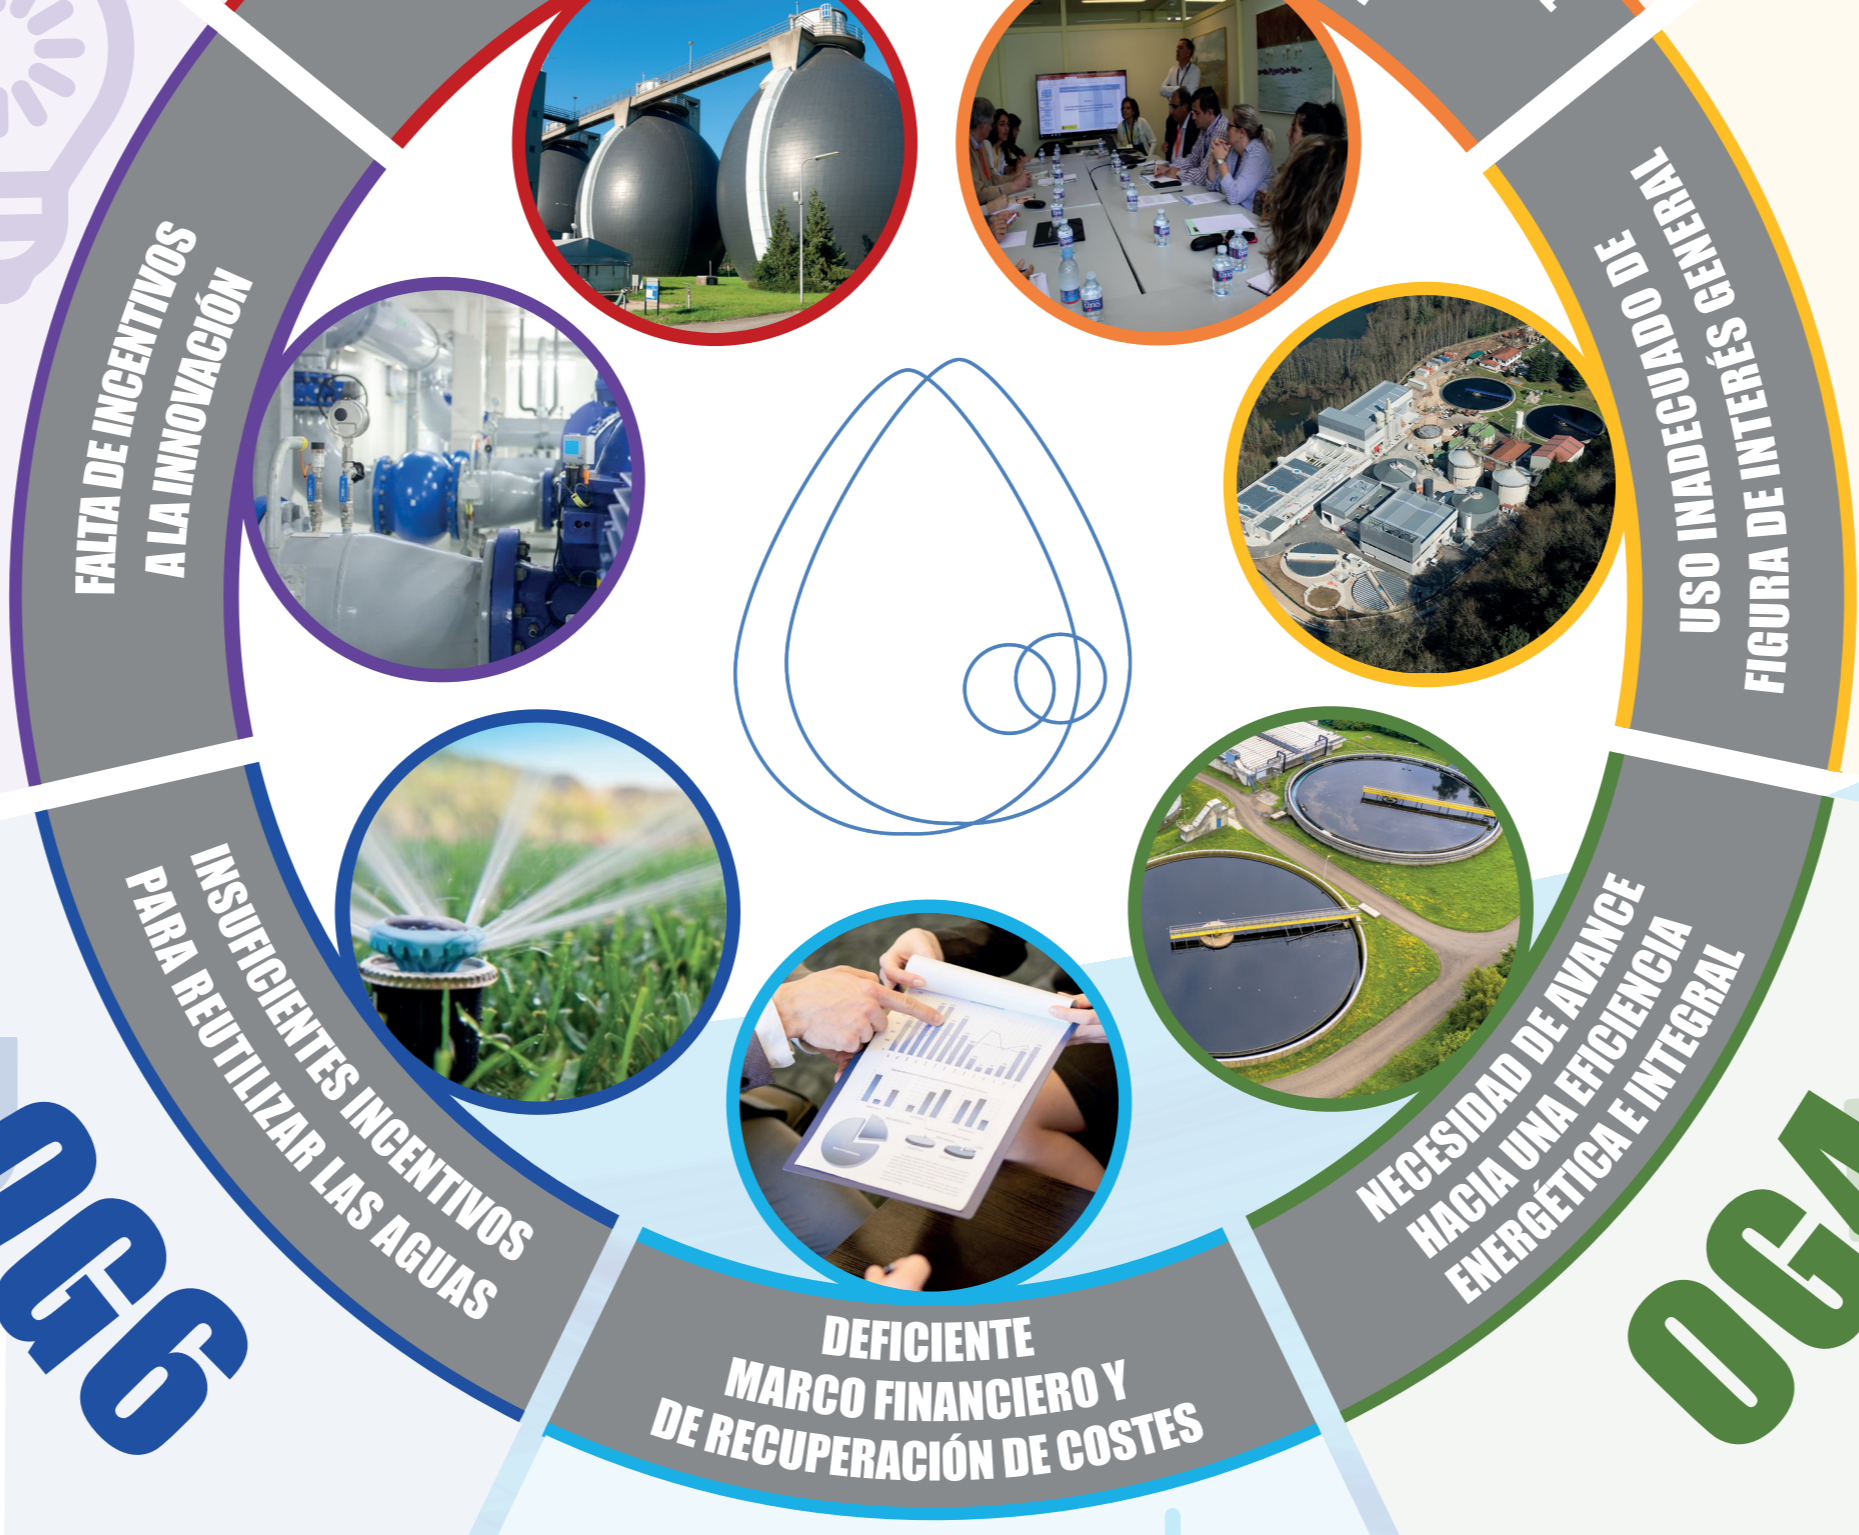 FALTA DE INCENTIVOS
A LA INNOVACIÓN
USO INADECUADO DE
FIGURA DE INTERÉS GENERAL
INSUFICIENTES INCENTIVOS
PARA REUTILIZAR LAS AGUAS
NECESIDAD DE AVANCE
HACIA UNA EFICIENCIA
ENERGÉTICA E INTEGRAL
DEFICIENTE
MARCO FINANCIERO Y
DE RECUPERACIÓN DE COSTES
OG6
OG4